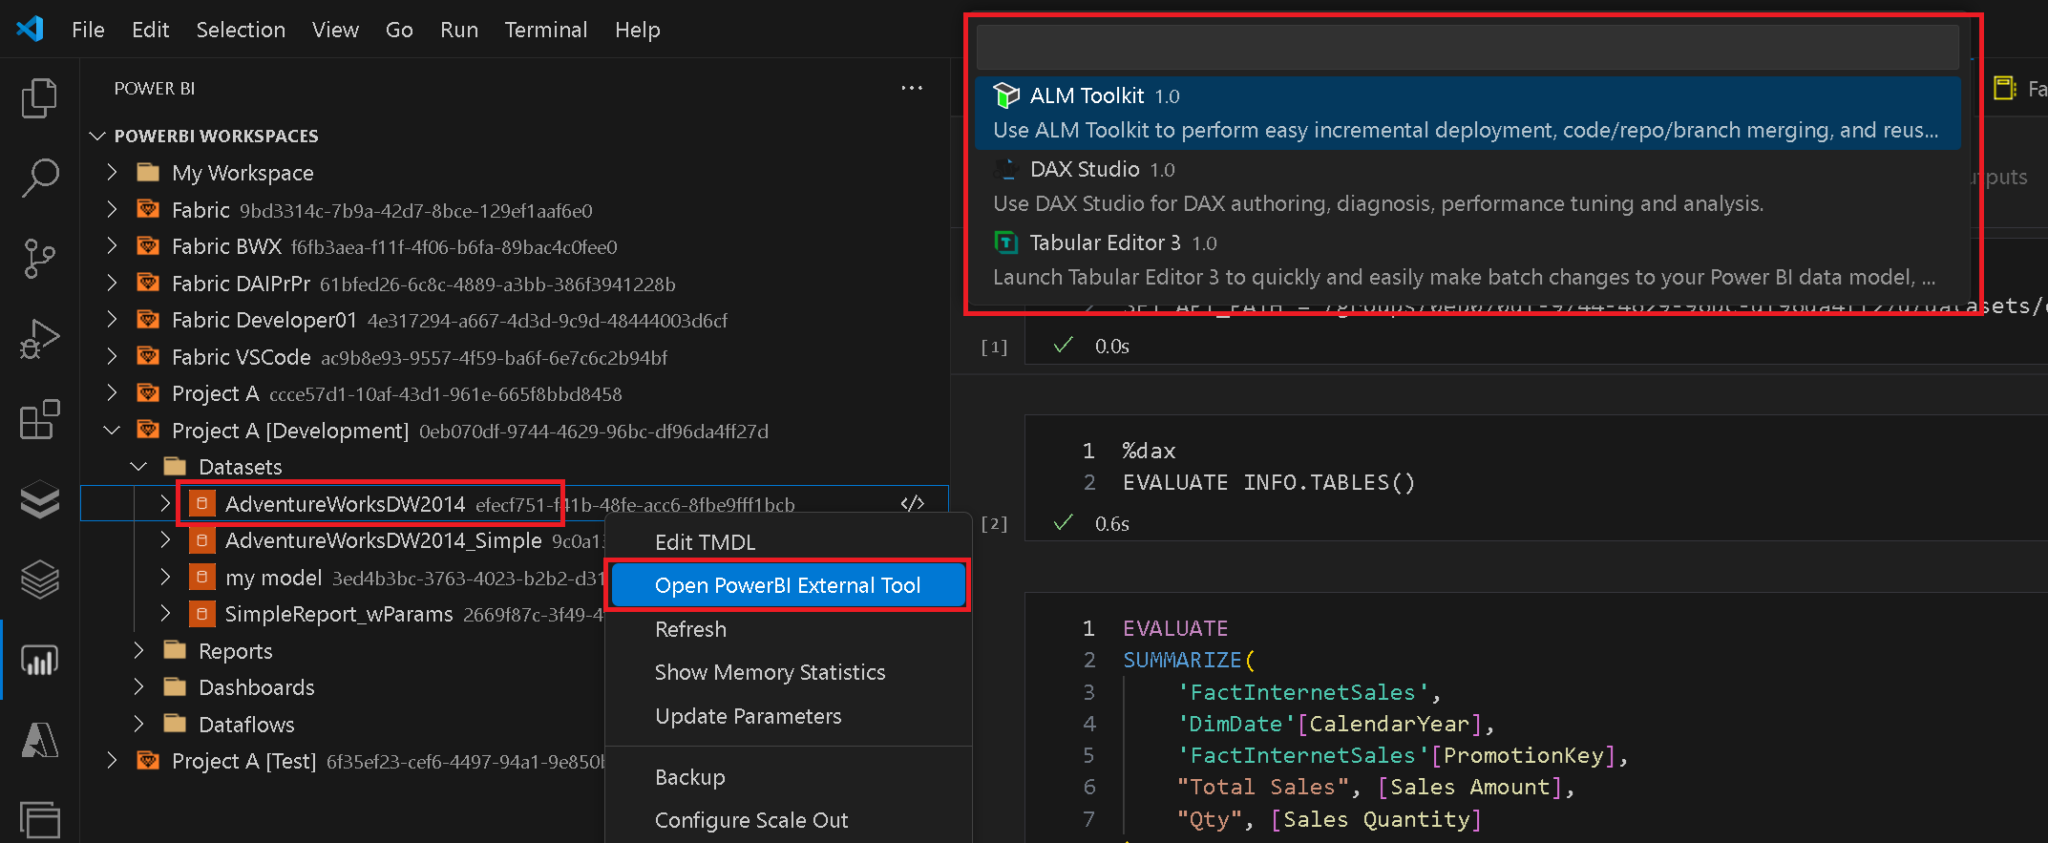 File Edit Selection View Go Run Terminal Help
POWER BI
POWERBI WORKSPACES
My Workspace
Fabric 9bd3314c-7b9a-42d7-8bce-129ef1aaf6e0
Fabric BWX f6fb3aea-f11f-4f06-b6fa-89bac4c0fee0
Fabric DAIPrPr 61bfed26-6c8c-4889-a3bb-386f3941228b
Fabric Developer01 4e317294-a667-4d3d-9c9d-48444003d6cf
Fabric VSCode ac9b8e93-9557-4f59-ba6f-6e7c6c2b94bf
Project A ccce57d1-10af-43d1-961e-665f8bbd8458
Project A [Development] 0eb070df-9744-4629-96bc-df96da4ff27d
Datasets
AdventureWorksDW2014 efecf751-f41b-48fe-acc6-8fbe9fff1bcb
AdventureWorksDW2014_Simple 9c0a1
my model 3ed4b3bc-3763-4023-b2b2-d31
SimpleReport_wParams 2669f87c-3f49-4
Reports
Dashboards
Dataflows
Project A [Test] 6f35ef23-cef6-4497-94a1-9e850
Edit TMDL
Open PowerBI External Tool
Refresh
Show Memory Statistics
Update Parameters
Backup
Configure Scale Out
ALM Toolkit 1.0
Use ALM Toolkit to perform easy incremental deployment, code/repo/branch merging, and reus...
DAX Studio 1.0
Use DAX Studio for DAX authoring, diagnosis, performance tuning and analysis.
Tabular Editor 3 1.0
Launch Tabular Editor 3 to quickly and easily make batch changes to your Power BI data model, ...
Fa
[1] 0.0s
1 %dax
2 EVALUATE INFO.TABLES()
[2] 0.6s
1 EVALUATE
2 SUMMARIZE(
3 'FactInternetSales',
4 'DimDate'[CalendarYear],
5 'FactInternetSales'[PromotionKey],
6 "Total Sales", [Sales Amount],
7 "Qty", [Sales Quantity]